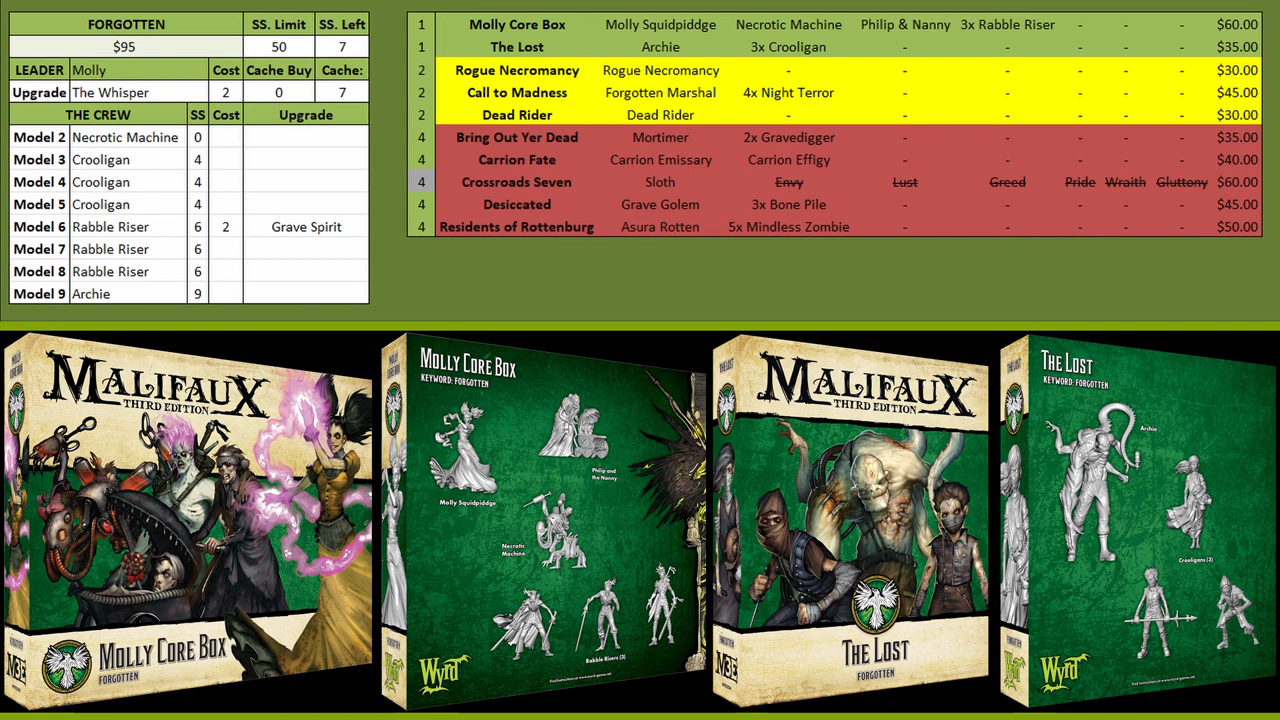 FORGOTTEN SS. Limit SS. Left
$95 50 7
LEADER Molly Cost Cache Buy Cache:
Upgrade The Whisper 2 0 7
THE CREW SS Cost Upgrade
Model 2 Necrotic Machine 0
Model 3 Crooligan 4
Model 4 Crooligan 4
Model 5 Crooligan 4
Model 6 Rabble Riser 6 2 Grave Spirit
Model 7 Rabble Riser 6
Model 8 Rabble Riser 6
Model 9 Archie 9
1 Molly Core Box Molly Squidpiddge Necrotic Machine Philip & Nanny 3x Rabble Riser - - - $60.00
1 The Lost Archie 3x Crooligan - - - - - $35.00
2 Rogue Necromancy Rogue Necromancy - - - - - - $30.00
2 Call to Madness Forgotten Marshal 4x Night Terror - - - - - $45.00
2 Dead Rider Dead Rider - - - - - - $30.00
4 Bring Out Yer Dead Mortimer 2x Gravedigger - - - - - $35.00
4 Carrion Fate Carrion Emissary Carrion Effigy - - - - - $40.00
4 Crossroads Seven Sloth Envy Lust Greed Pride Wraith Gluttony $60.00
4 Desiccated Grave Golem 3x Bone Pile - - - - - $45.00
4 Residents of Rottenburg Asura Rotten 5x Mindless Zombie - - - - - $50.00
MALIFAUX
THIRD EDITION
MOLLY CORE BOX
FORGOTTEN
M3E
MOLLY CORE BOX
KEYWORD: FORGOTTEN
Molly Squidpiddge
Philip and
the Nanny
Necrotic
Machine
Rabble Risers (3)
Wyrd
MALIFAUX
THIRD EDITION
THE LOST
FORGOTTEN
M3E
THE LOST
KEYWORD: FORGOTTEN
Archie
Crooligans (3)
Wyrd